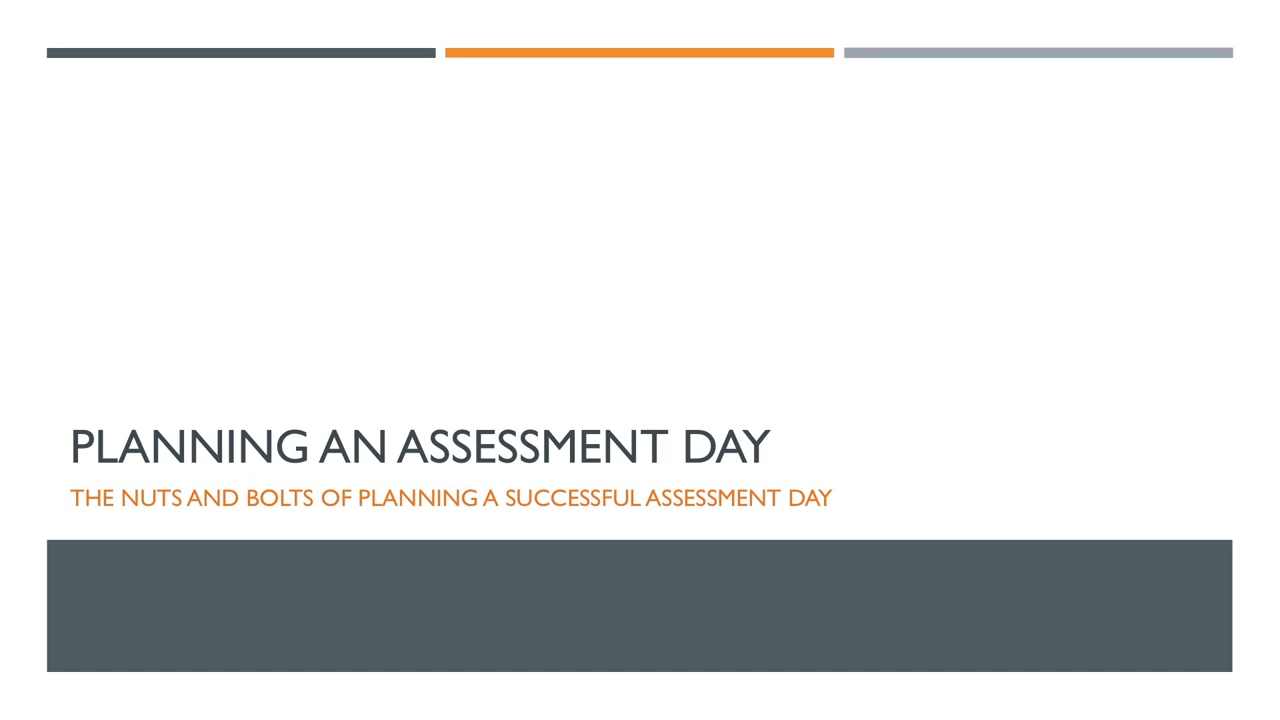 PLANNING AN ASSESSMENT DAY
THE NUTS AND BOLTS OF PLANNING A SUCCESSFUL ASSESSMENT DAY